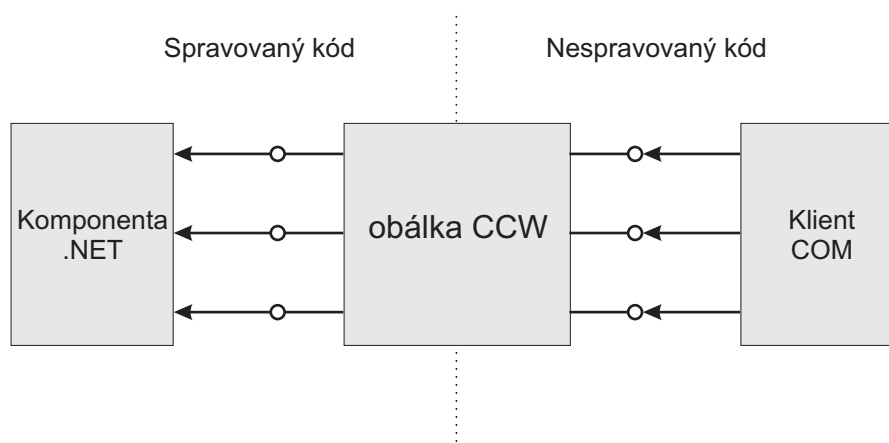 Spravovaný kód
Nespravovaný kód
Komponenta
.NET
obálka CCW
Klient
COM